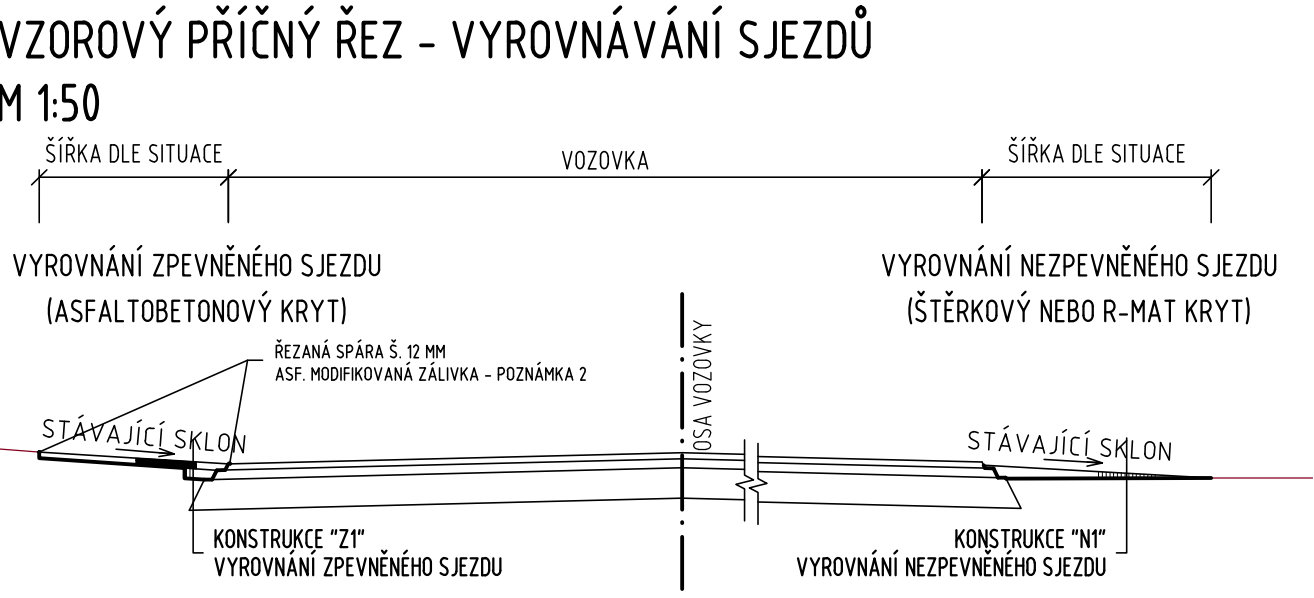 VZOROVÝ PŘÍČNÝ ŘEZ - VYROVNÁVÁNÍ SJEZDŮ
M 1:50
ŠÍŘKA DLE SITUACE
VOZOVKA
ŠÍŘKA DLE SITUACE
VYROVNÁNÍ ZPEVNĚNÉHO SJEZDU
(ASFALTOBETONOVÝ KRYT)
VYROVNÁNÍ NEZPEVNĚNÉHO SJEZDU
(ŠTĚRKOVÝ NEBO R-MAT KRYT)
ŘEZANÁ SPÁRA Š. 12 MM
ASF. MODIFIKOVANÁ ZÁLIVKA - POZNÁMKA 2
OSA VOZOVKY
STÁVAJÍCÍ SKLON
STÁVAJÍCÍ SKLON
KONSTRUKCE "Z1"
VYROVNÁNÍ ZPEVNĚNÉHO SJEZDU
KONSTRUKCE "N1"
VYROVNÁNÍ NEZPEVNĚNÉHO SJEZDU